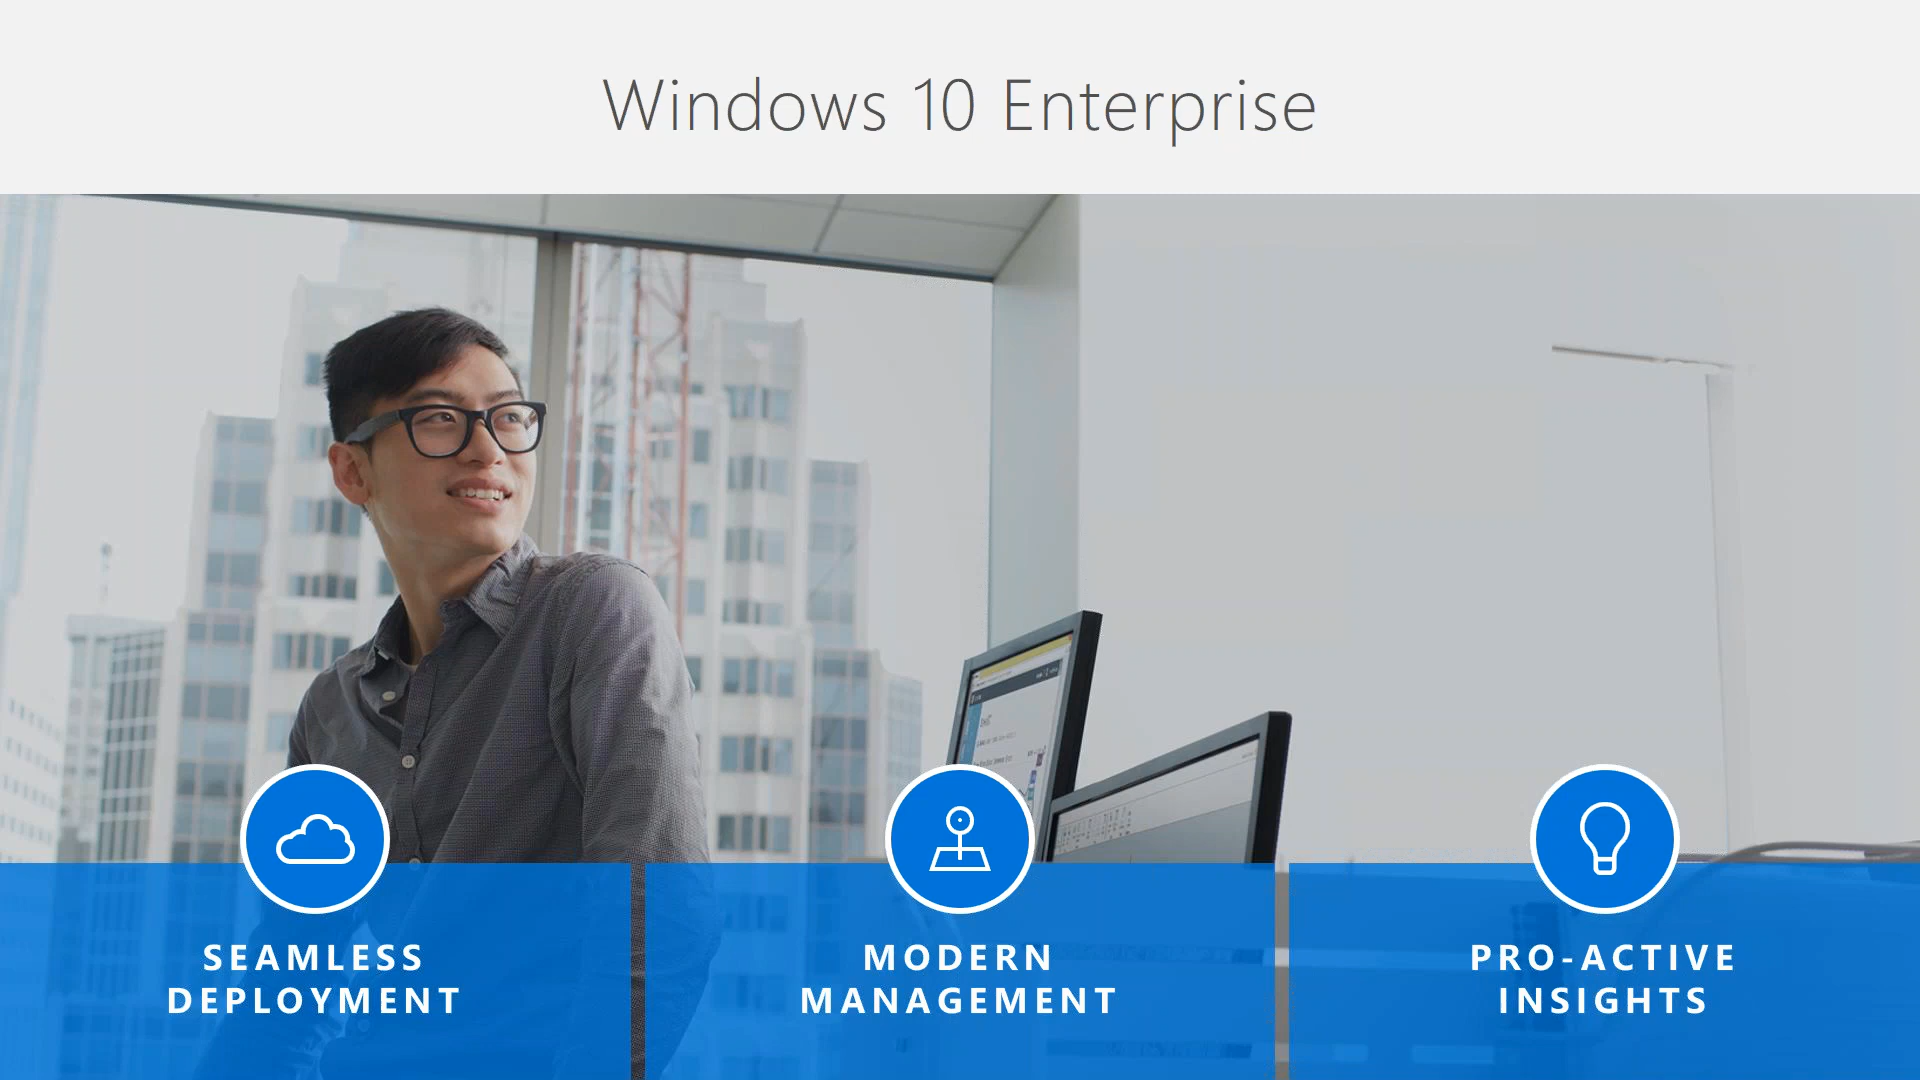 Windows 10 Enterprise
SEAMLESS
DEPLOYMENT
MODERN
MANAGEMENT
PRO-ACTIVE
INSIGHTS